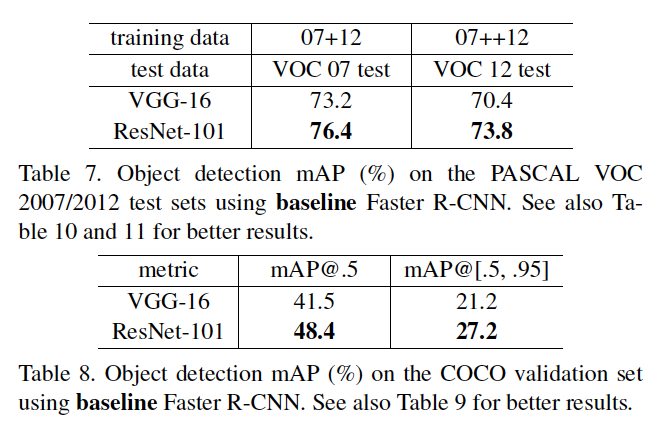 training data 07+12 07++12
test data VOC 07 test VOC 12 test
VGG-16 73.2 70.4
ResNet-101 76.4 73.8
Table 7. Object detection mAP (%) on the PASCAL VOC
2007/2012 test sets using baseline Faster R-CNN. See also Ta-
ble 10 and 11 for better results.
metric mAP@.5 mAP@[.5, .95]
VGG-16 41.5 21.2
ResNet-101 48.4 27.2
Table 8. Object detection mAP (%) on the COCO validation set
using baseline Faster R-CNN. See also Table 9 for better results.